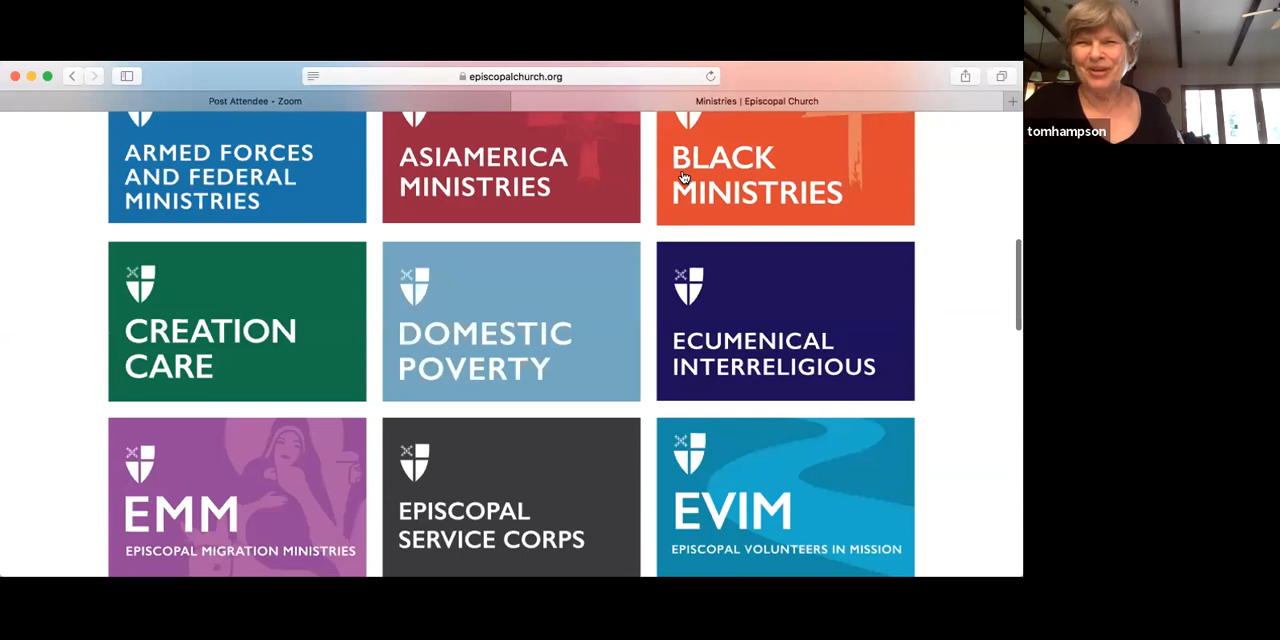 episcopalchurch.org
Post Attendee - Zoom
Ministries | Episcopal Church
tomhampson
ARMED FORCES
AND FEDERAL
MINISTRIES
ASIAMERICA
MINISTRIES
BLACK
MINISTRIES
CREATION
CARE
DOMESTIC
POVERTY
ECUMENICAL
INTERRELIGIOUS
EMM
EPISCOPAL MIGRATION MINISTRIES
EPISCOPAL
SERVICE CORPS
EVIM
EPISCOPAL VOLUNTEERS IN MISSION